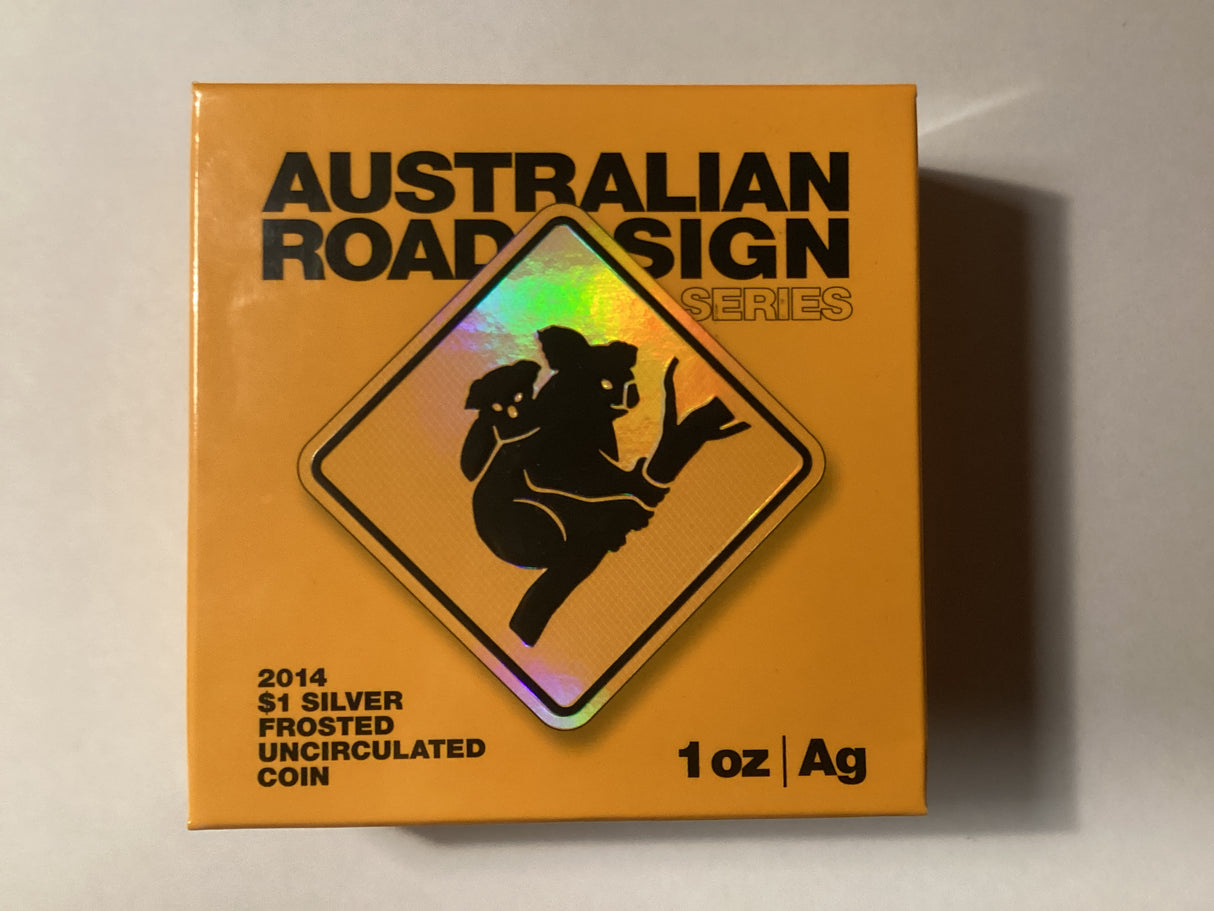 AUSTRALIAN
ROAD SIGN
SERIES
2014
$1 SILVER
FROSTED
UNCIRCULATED
COIN
1 oz | Ag